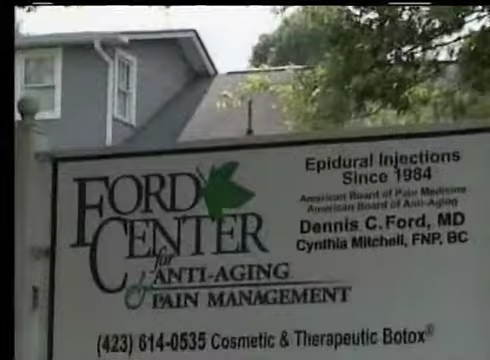 FORD
CENTER
for
ANTI-AGING
& PAIN MANAGEMENT
Epidural Injections
Since 1984
American Board of Pain Medicine
American Board of Anti-Aging
Dennis C. Ford, MD
Cynthia Mitchell, FNP, BC
(423) 614-0535 Cosmetic & Therapeutic Botox®